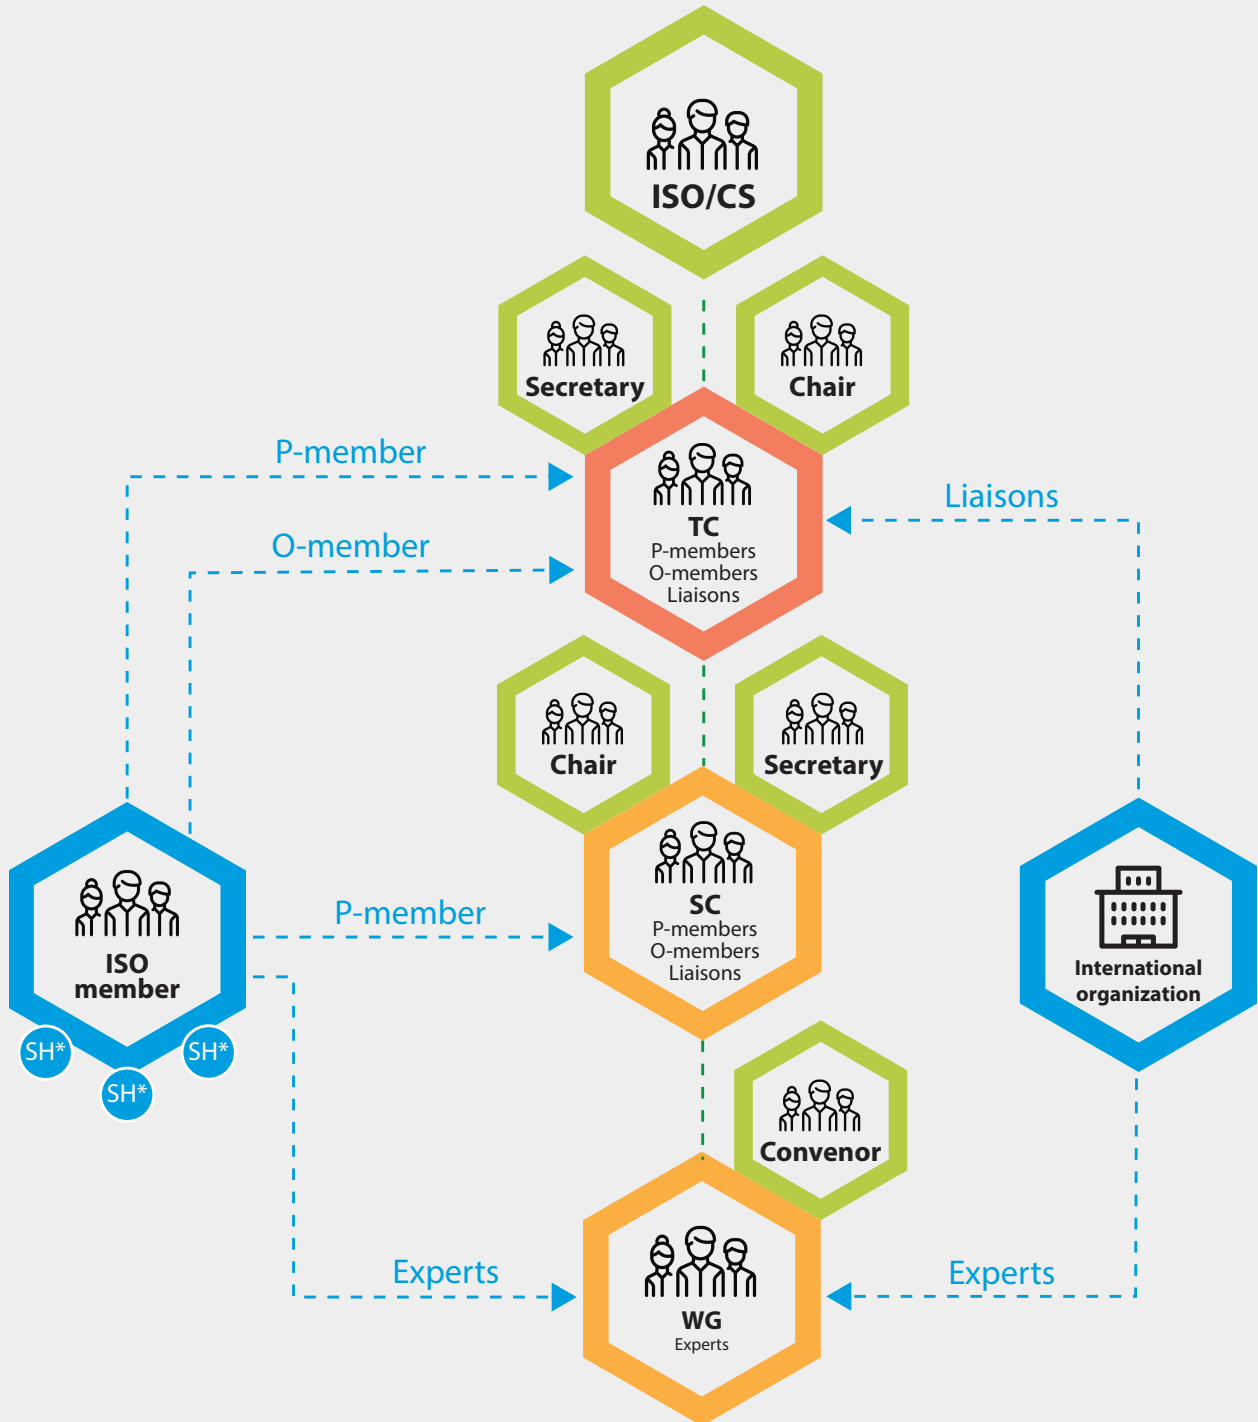 ISO/CS
Secretary
Chair
P-member
TC
P-members
O-members
Liaisons
Liaisons
O-member
Chair
Secretary
ISO
member
SH*
SH*
SH*
P-member
SC
P-members
O-members
Liaisons
International
organization
Convenor
Experts
WG
Experts
Experts